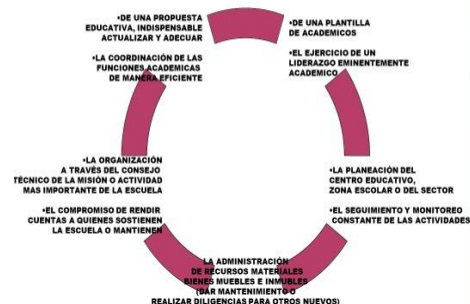 •DE UNA PROPUESTA
EDUCATIVA, INDISPENSABLE
ACTUALIZAR Y ADECUAR
•LA COORDINACIÓN DE LAS
FUNCIONES ACADEMICAS
DE MANERA EFICIENTE
•DE UNA PLANTILLA
DE ACADEMICOS
•EL EJERCICIO DE UN
LIDERAZGO EMINENTEMENTE
ACADEMICO
•LA ORGANIZACIÓN
A TRAVÉS DEL CONSEJO
TÉCNICO DE LA MISIÓN O ACTIVIDAD
MAS IMPORTANTE DE LA ESCUELA
•EL COMPROMISO DE RENDIR
CUENTAS A QUIENES SOSTIENEN
LA ESCUELA O MANTIENEN
•LA PLANEACIÓN DEL
CENTRO EDUCATIVO,
ZONA ESCOLAR O DEL SECTOR
•EL SEGUIMIENTO Y MONITOREO
CONSTANTE DE LAS ACTIVIDADES
LA ADMINISTRACIÓN
DE RECURSOS MATERIALES
BIENES MUEBLES E INMUBLES
(DAR MANTENIMIENTO O
REALIZAR DILIGENCIAS PARA OTROS NUEVOS)